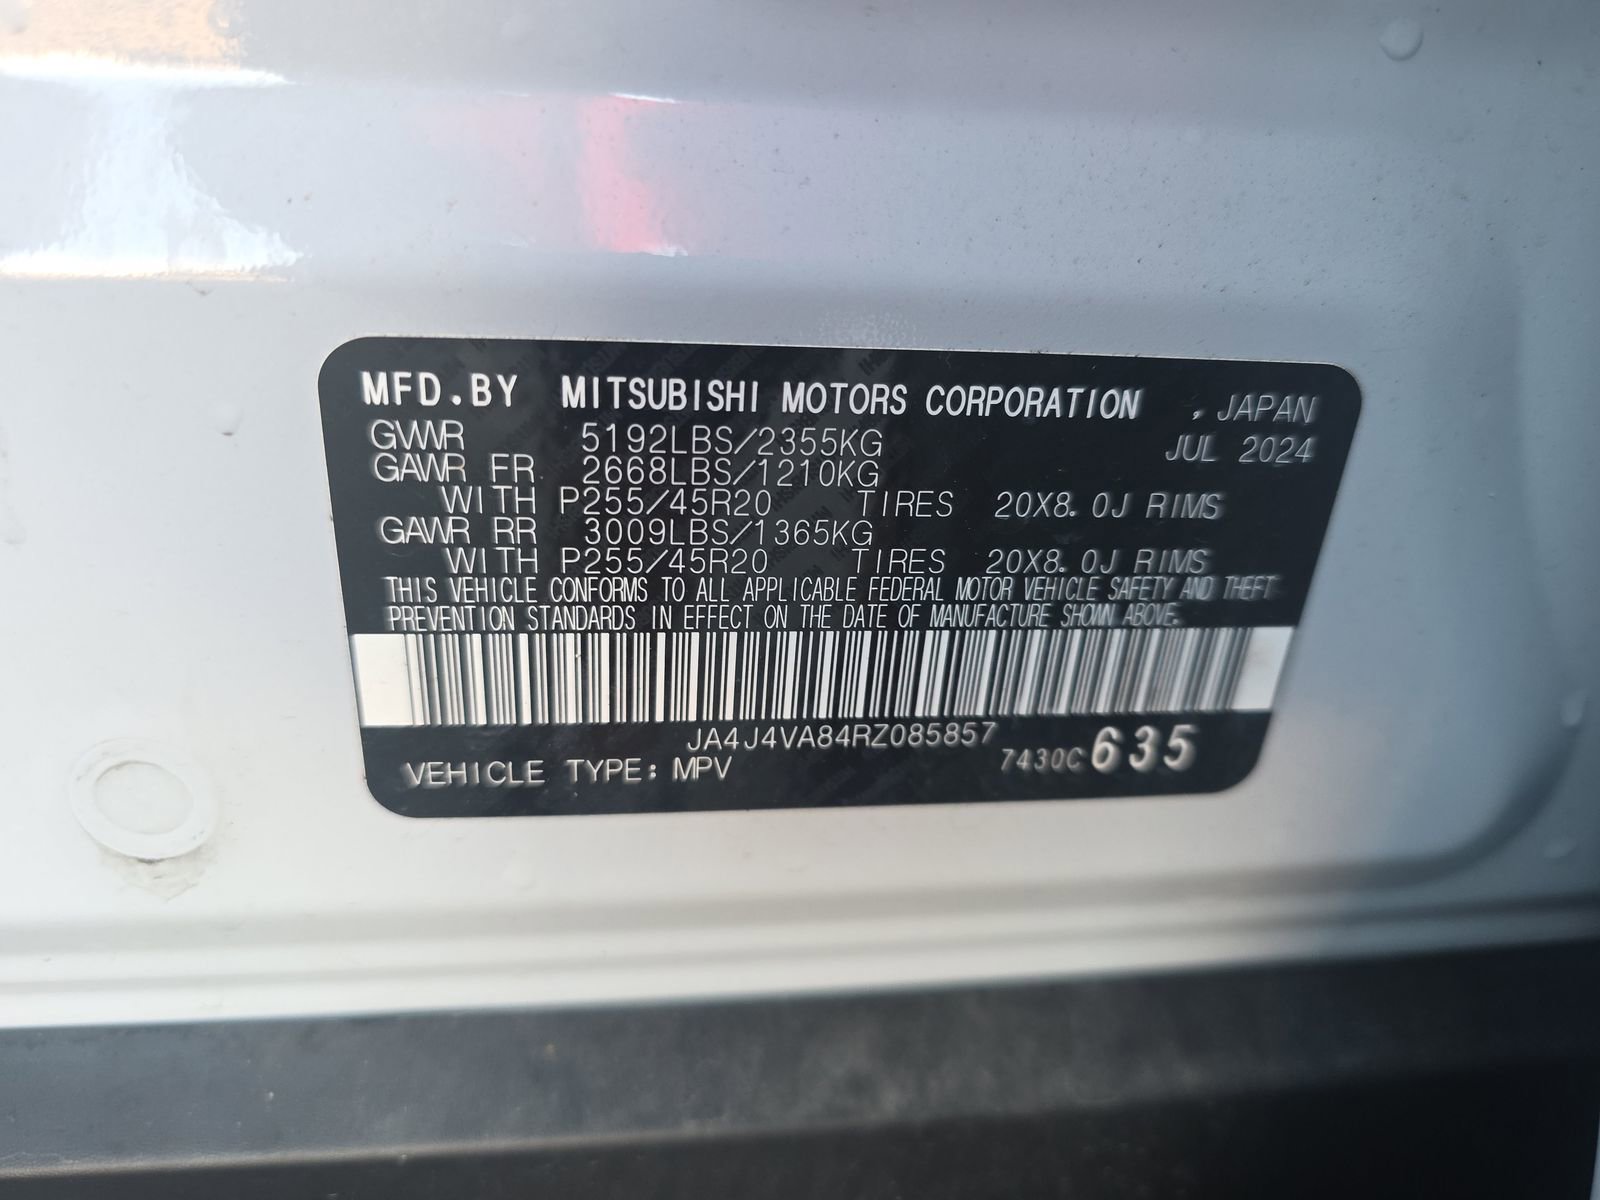 MFD.BY MITSUBISHI MOTORS CORPORATION , JAPAN
GVWR 5192LBS/2355KG JUL 2024
GAWR FR 2668LBS/1210KG
WITH P255/45R20 TIRES 20X8.0J RIMS
GAWR RR 3009LBS/1365KG
WITH P255/45R20 TIRES 20X8.0J RIMS
THIS VEHICLE CONFORMS TO ALL APPLICABLE FEDERAL MOTOR VEHICLE SAFETY AND THEFT
PREVENTION STANDARDS IN EFFECT ON THE DATE OF MANUFACTURE SHOWN ABOVE.
JA4J4VA84RZ085857
VEHICLE TYPE: MPV 7430C 635